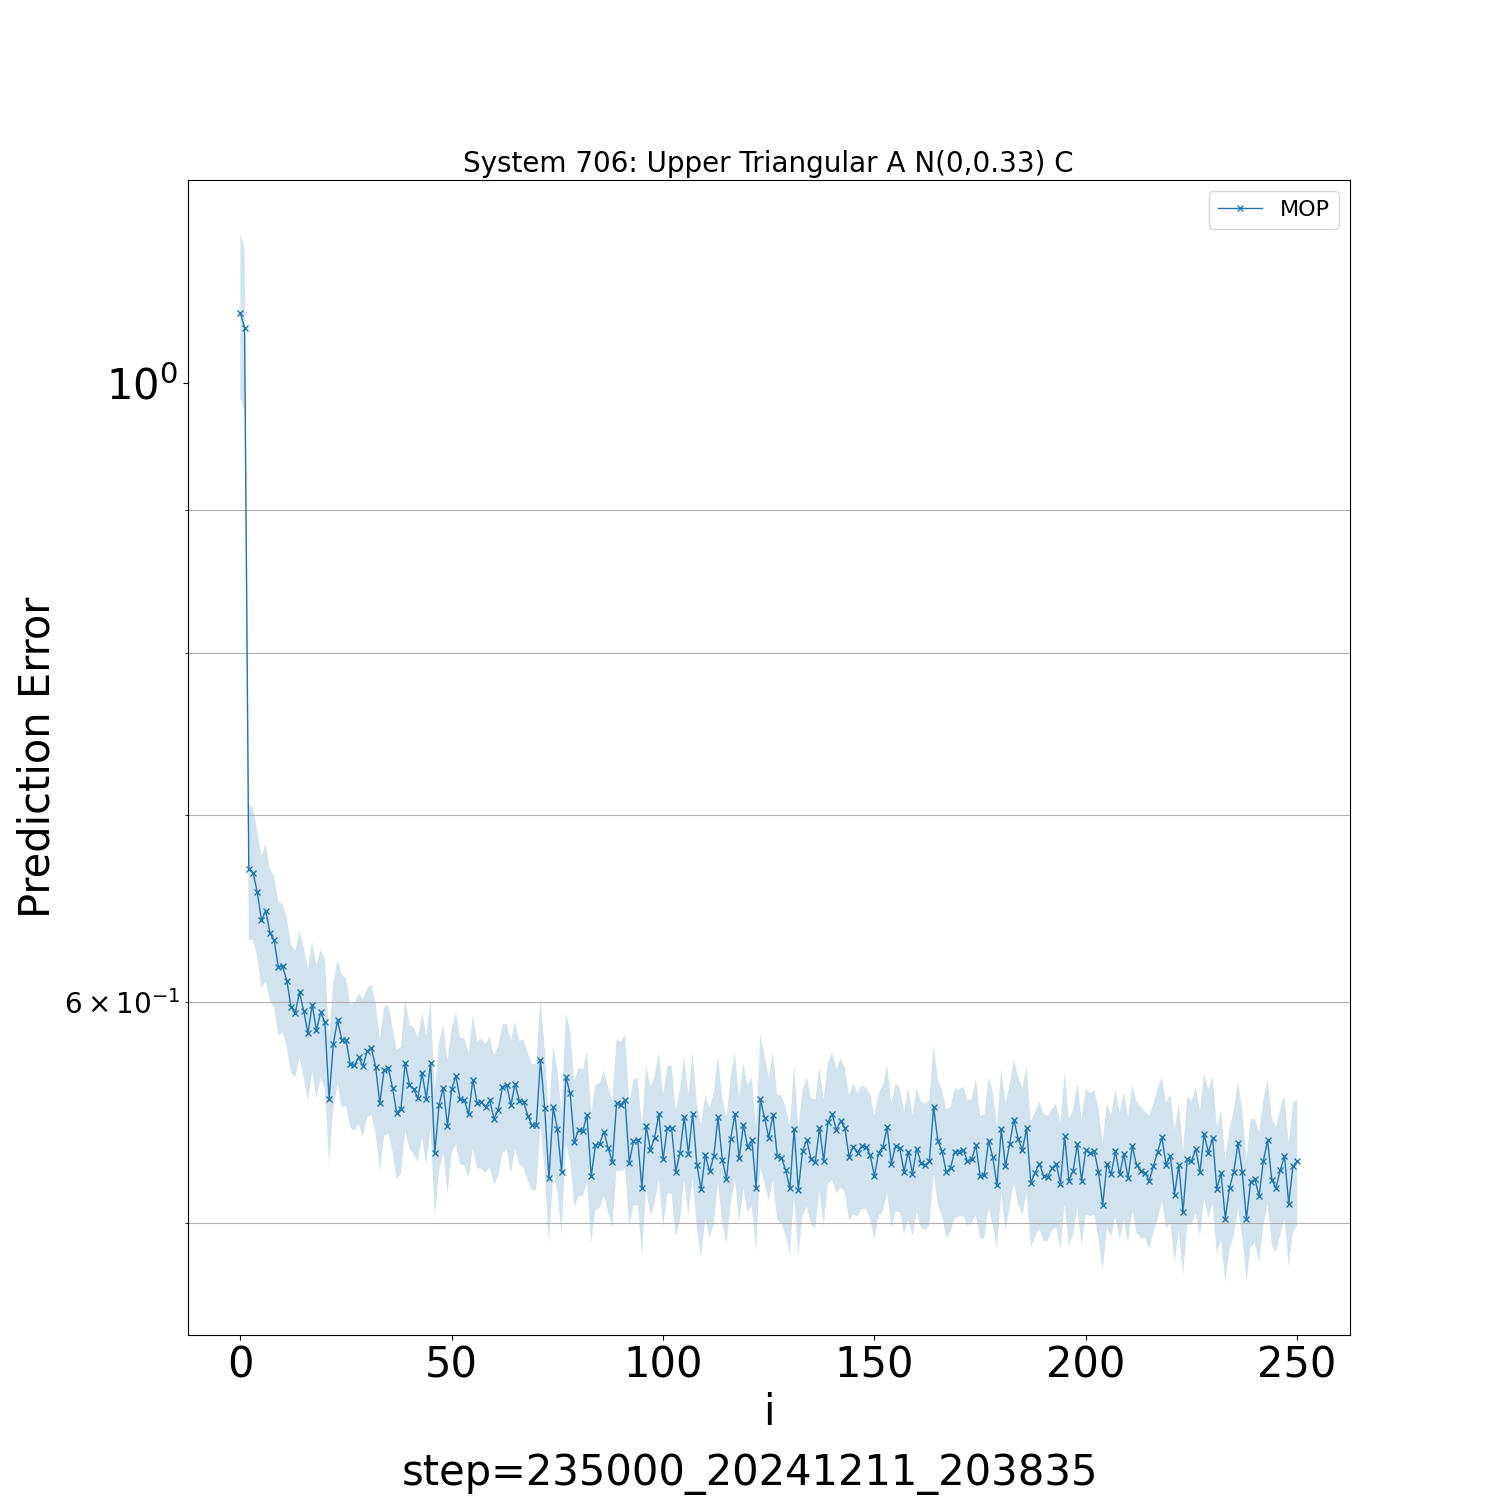 System 706: Upper Triangular A N(0,0.33) C
MOP
10⁰
6 × 10⁻¹
Prediction Error
0 50 100 150 200 250
i
step=235000_20241211_203835